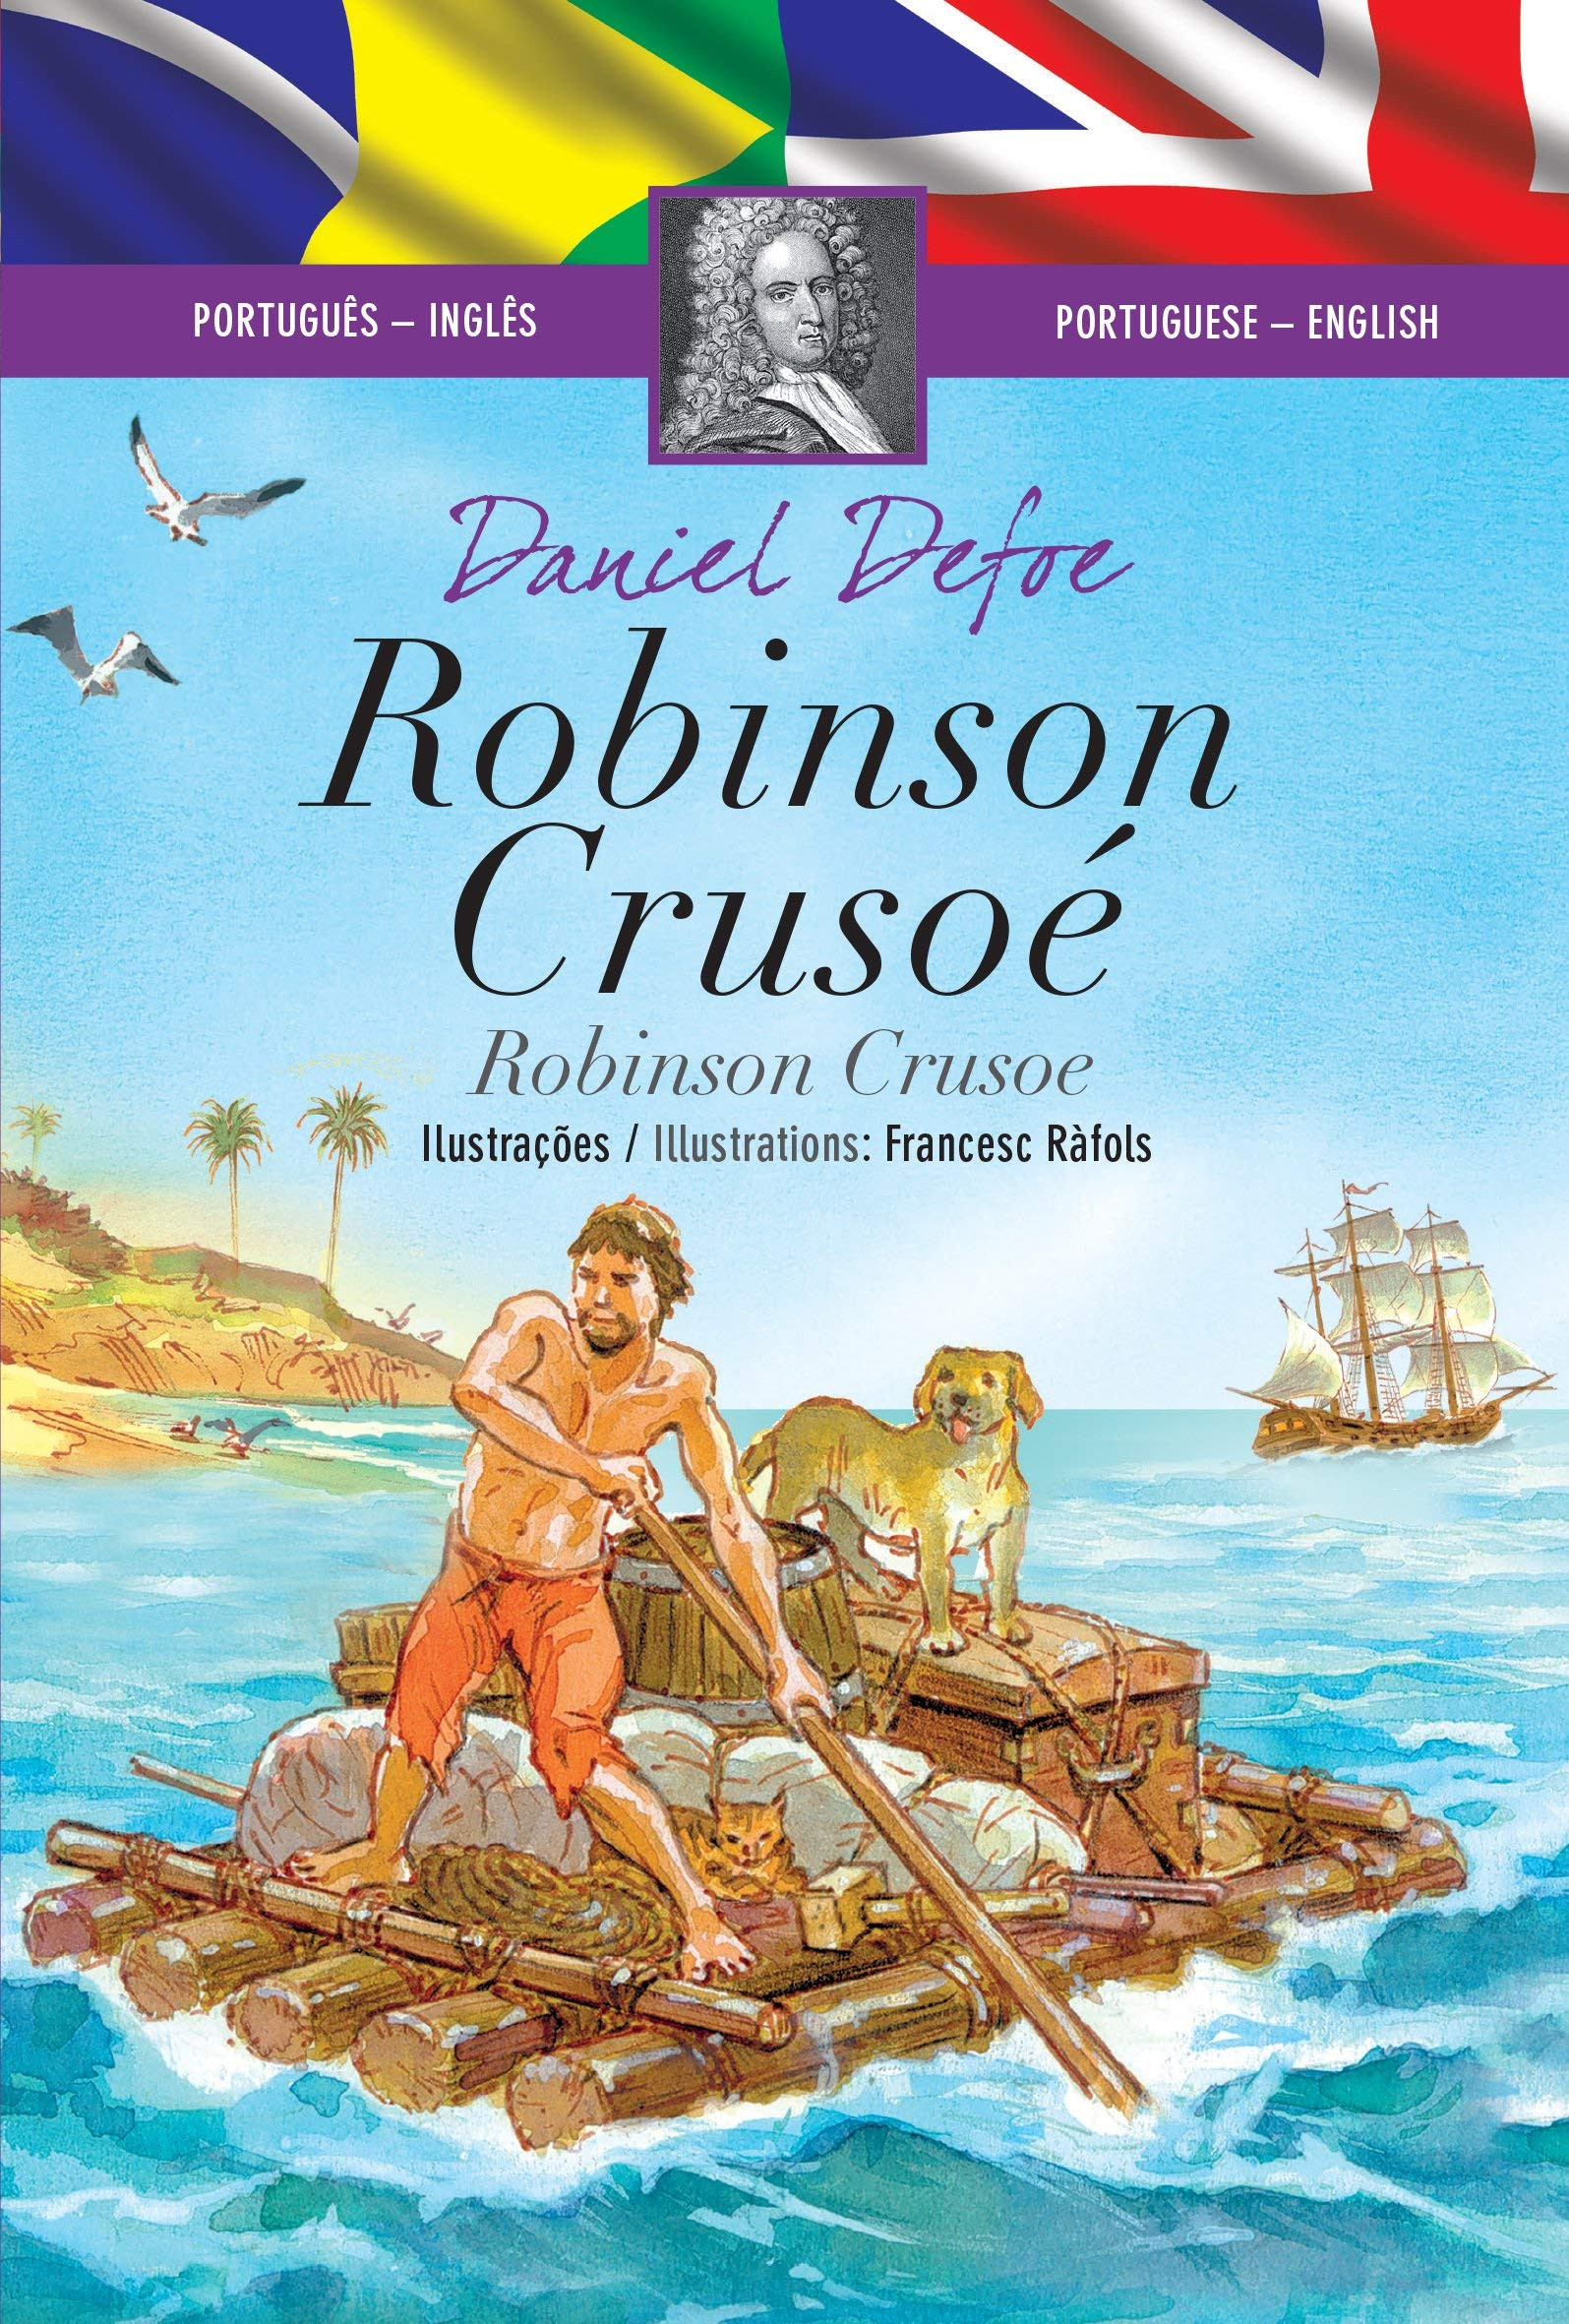 PORTUGUÊS – INGLÊS
PORTUGUESE – ENGLISH
Daniel Defoe
Robinson
Crusoé
Robinson Crusoe
Ilustrações / Illustrations: Francesc Ràfols